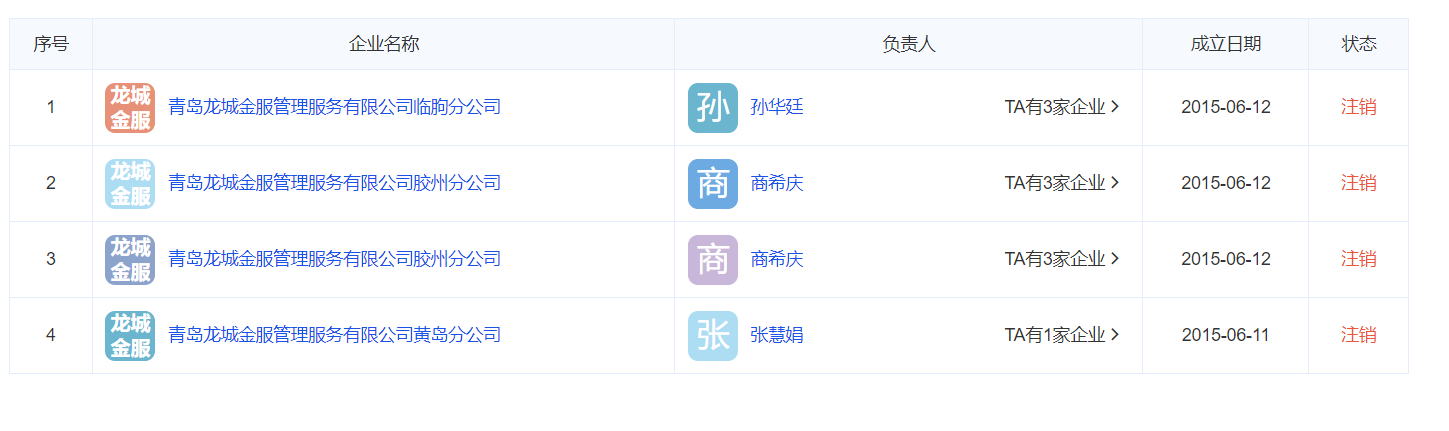 序号 企业名称 负责人 成立日期 状态
1 龙城金服 青岛龙城金服管理服务有限公司临朐分公司 孙 孙华廷 TA有3家企业 2015-06-12 注销
2 龙城金服 青岛龙城金服管理服务有限公司胶州分公司 商 商希庆 TA有3家企业 2015-06-12 注销
3 龙城金服 青岛龙城金服管理服务有限公司胶州分公司 商 商希庆 TA有3家企业 2015-06-12 注销
4 龙城金服 青岛龙城金服管理服务有限公司黄岛分公司 张 张慧娟 TA有1家企业 2015-06-11 注销